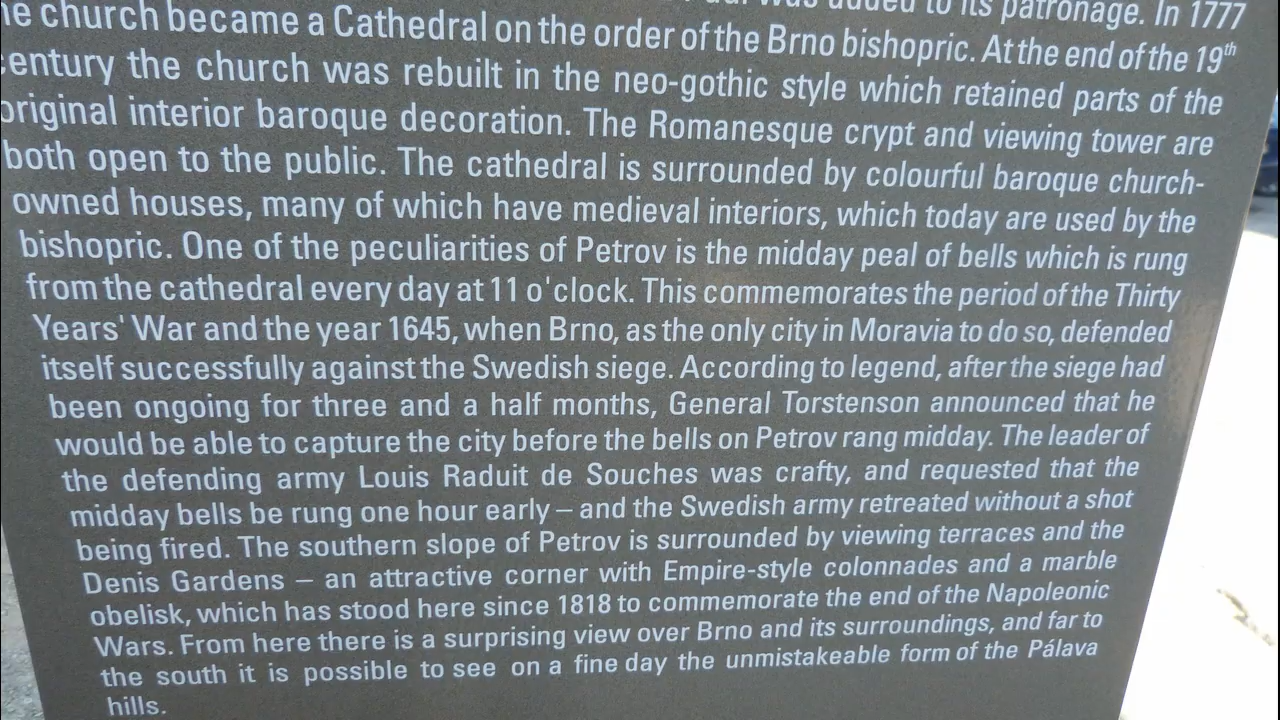 was added to its patronage. In 1777
church became a Cathedral on the order of the Brno bishopric. At the end of the 19th
century the church was rebuilt in the neo-gothic style which retained parts of the
original interior baroque decoration. The Romanesque crypt and viewing tower are
both open to the public. The cathedral is surrounded by colourful baroque church-
owned houses, many of which have medieval interiors, which today are used by the
bishopric. One of the peculiarities of Petrov is the midday peal of bells which is rung
from the cathedral every day at 11 o'clock. This commemorates the period of the Thirty
Years' War and the year 1645, when Brno, as the only city in Moravia to do so, defended
itself successfully against the Swedish siege. According to legend, after the siege had
been ongoing for three and a half months, General Torstenson announced that he
would be able to capture the city before the bells on Petrov rang midday. The leader of
the defending army Louis Raduit de Souches was crafty, and requested that the
midday bells be rung one hour early – and the Swedish army retreated without a shot
being fired. The southern slope of Petrov is surrounded by viewing terraces and the
Denis Gardens – an attractive corner with Empire-style colonnades and a marble
obelisk, which has stood here since 1818 to commemorate the end of the Napoleonic
Wars. From here there is a surprising view over Brno and its surroundings, and far to
the south it is possible to see on a fine day the unmistakeable form of the Pálava
hills.